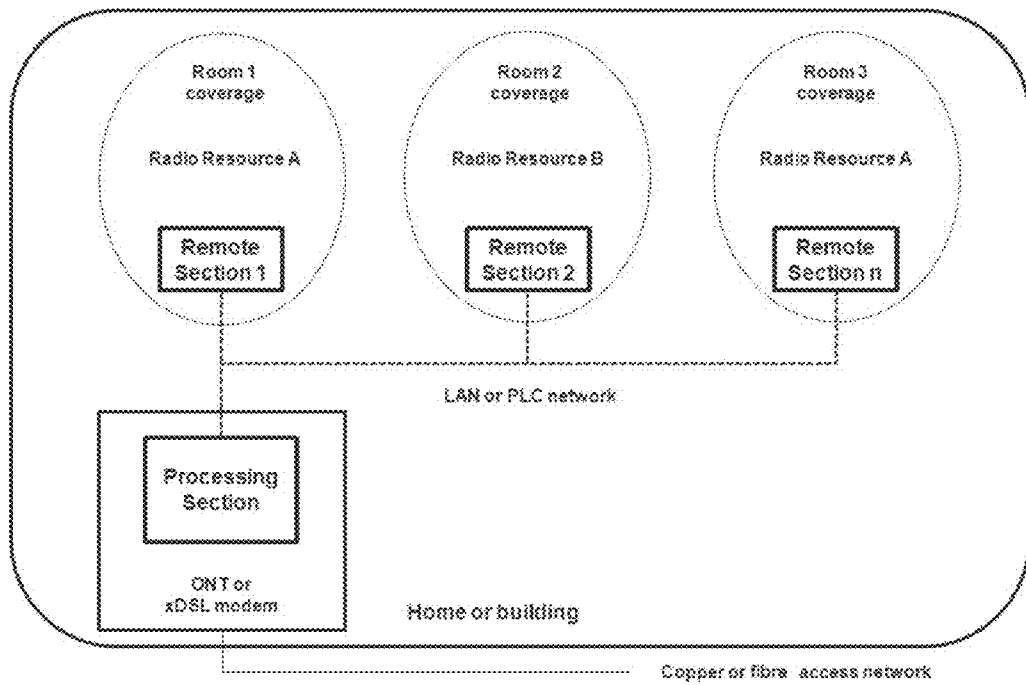 Room 1
coverage
Room 2
coverage
Room 3
coverage
Radio Resource A
Radio Resource B
Radio Resource A
Remote
Section 1
Remote
Section 2
Remote
Section n
LAN or PLC network
Processing
Section
ONT or
xDSL modem
Home or building
Copper or fibre access network